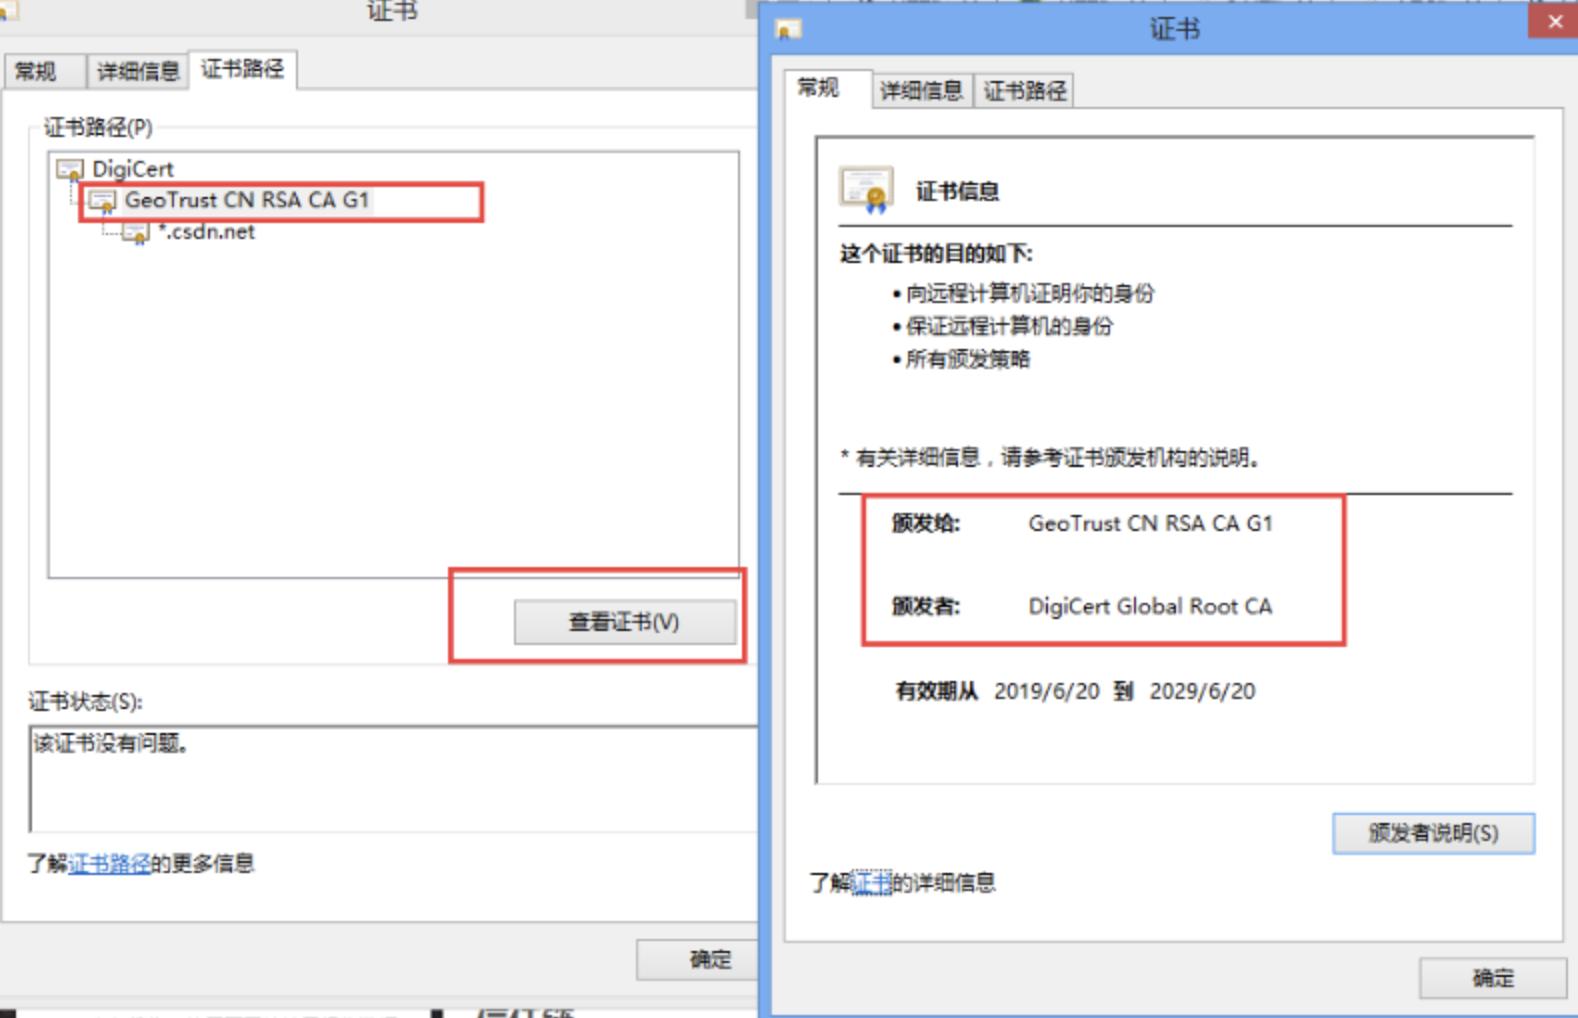 证书
常规
详细信息
证书路径
证书路径(P)
DigiCert
GeoTrust CN RSA CA G1
*.csdn.net
查看证书(V)
证书状态(S):
该证书没有问题。
了解证书路径的更多信息
确定
证书
常规
详细信息
证书路径
证书信息
这个证书的目的如下:
• 向远程计算机证明你的身份
• 保证远程计算机的身份
• 所有颁发策略
* 有关详细信息，请参考证书颁发机构的说明。
颁发给: GeoTrust CN RSA CA G1
颁发者: DigiCert Global Root CA
有效期从 2019/6/20 到 2029/6/20
颁发者说明(S)
了解证书的详细信息
确定